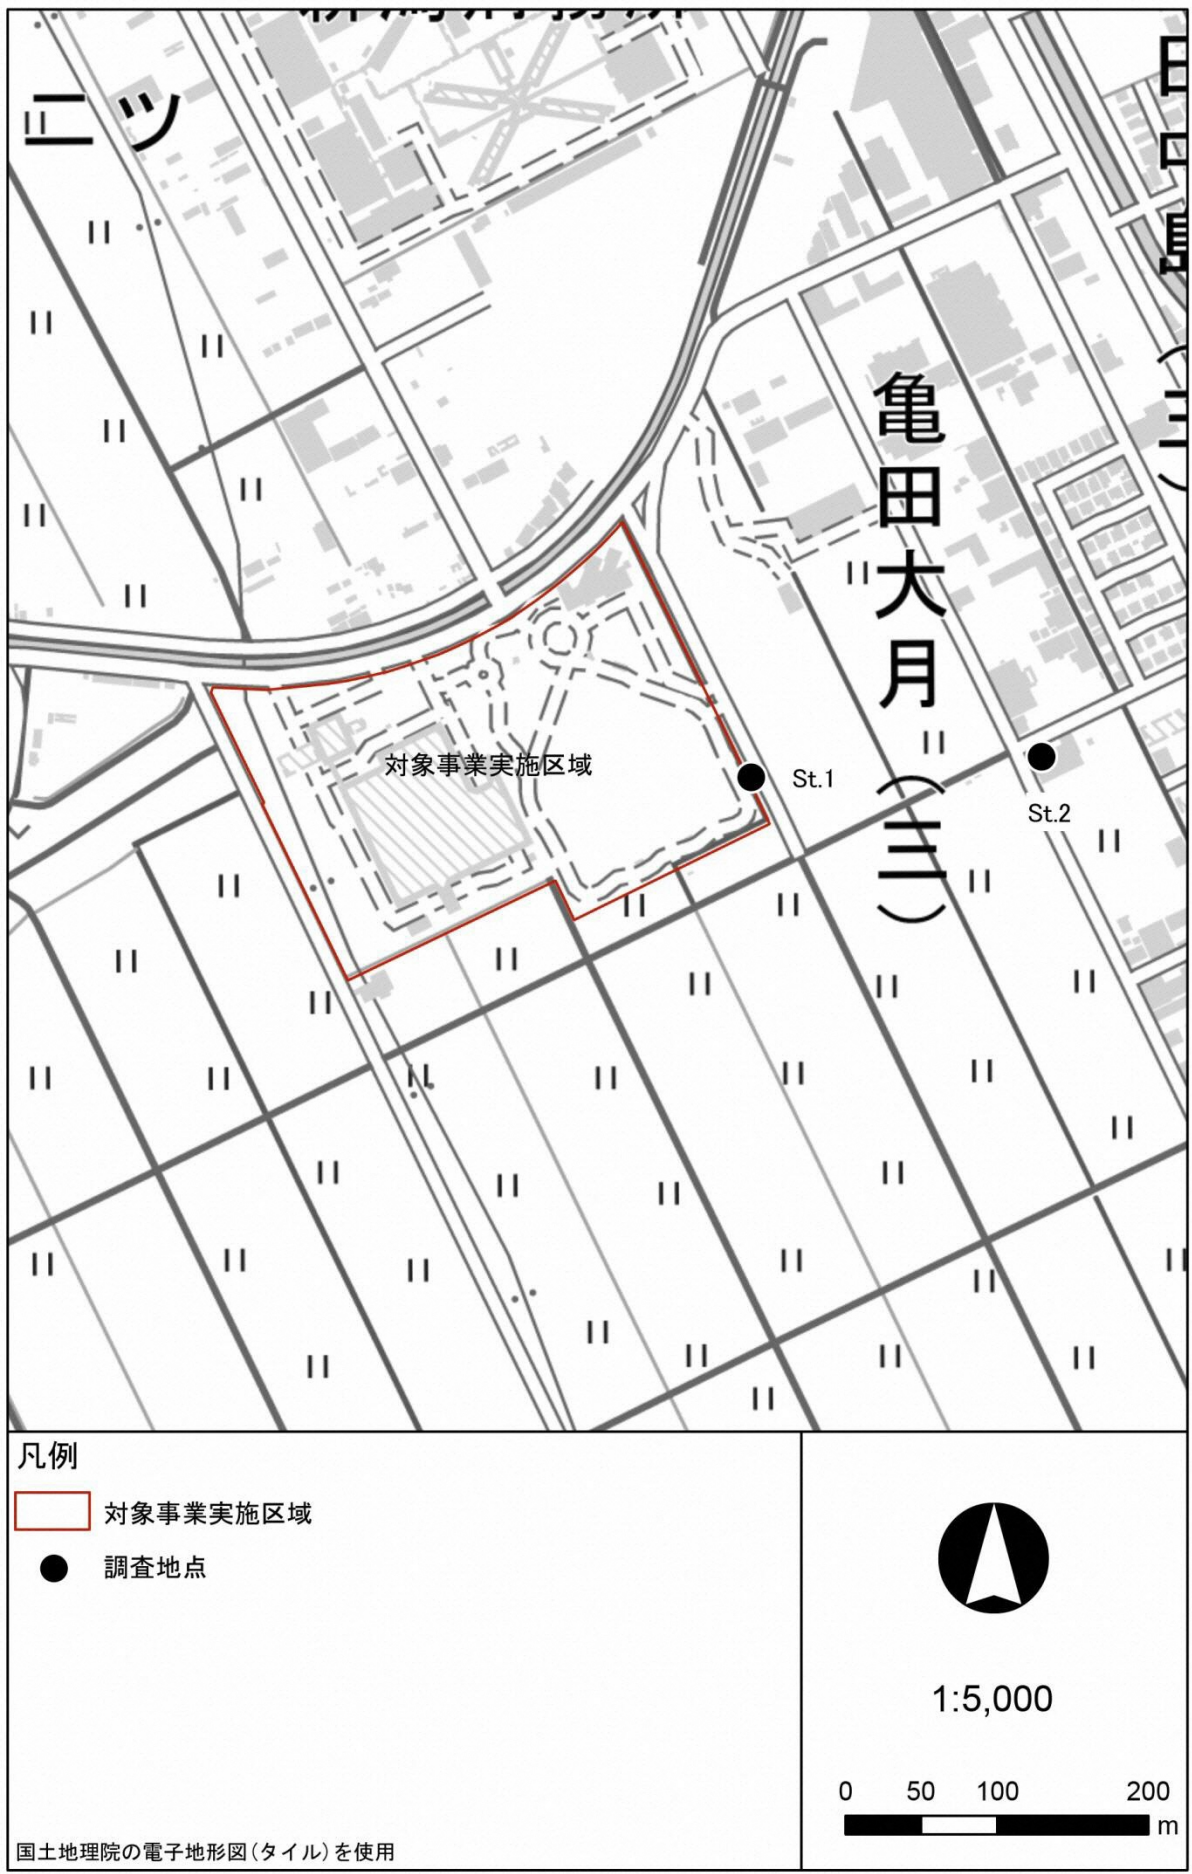 二ツ
亀田大月(三)
対象事業実施区域
St.1
St.2
凡例
対象事業実施区域
調査地点
1:5,000
0 50 100 200
m
国土地理院の電子地形図(タイル)を使用